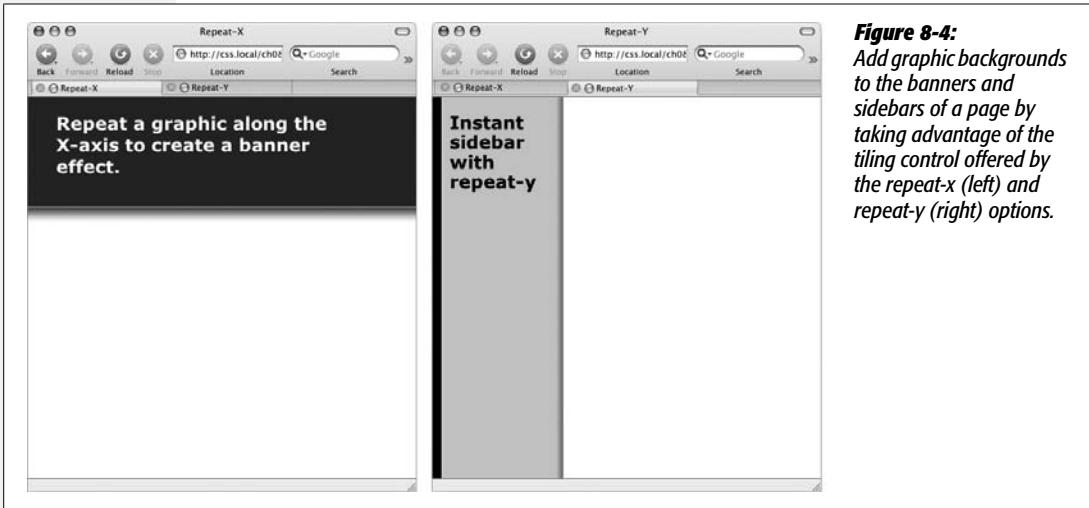 Repeat-X
http://css.local/ch08
Google
Back Forward Reload Stop Location Search
Repeat-X Repeat-Y
Repeat a graphic along the
X-axis to create a banner
effect.
Repeat-Y
http://css.local/ch08
Google
Back Forward Reload Stop Location Search
Repeat-X Repeat-Y
Instant
sidebar
with
repeat-y
Figure 8-4:
Add graphic backgrounds
to the banners and
sidebars of a page by
taking advantage of the
tiling control offered by
the repeat-x (left) and
repeat-y (right) options.